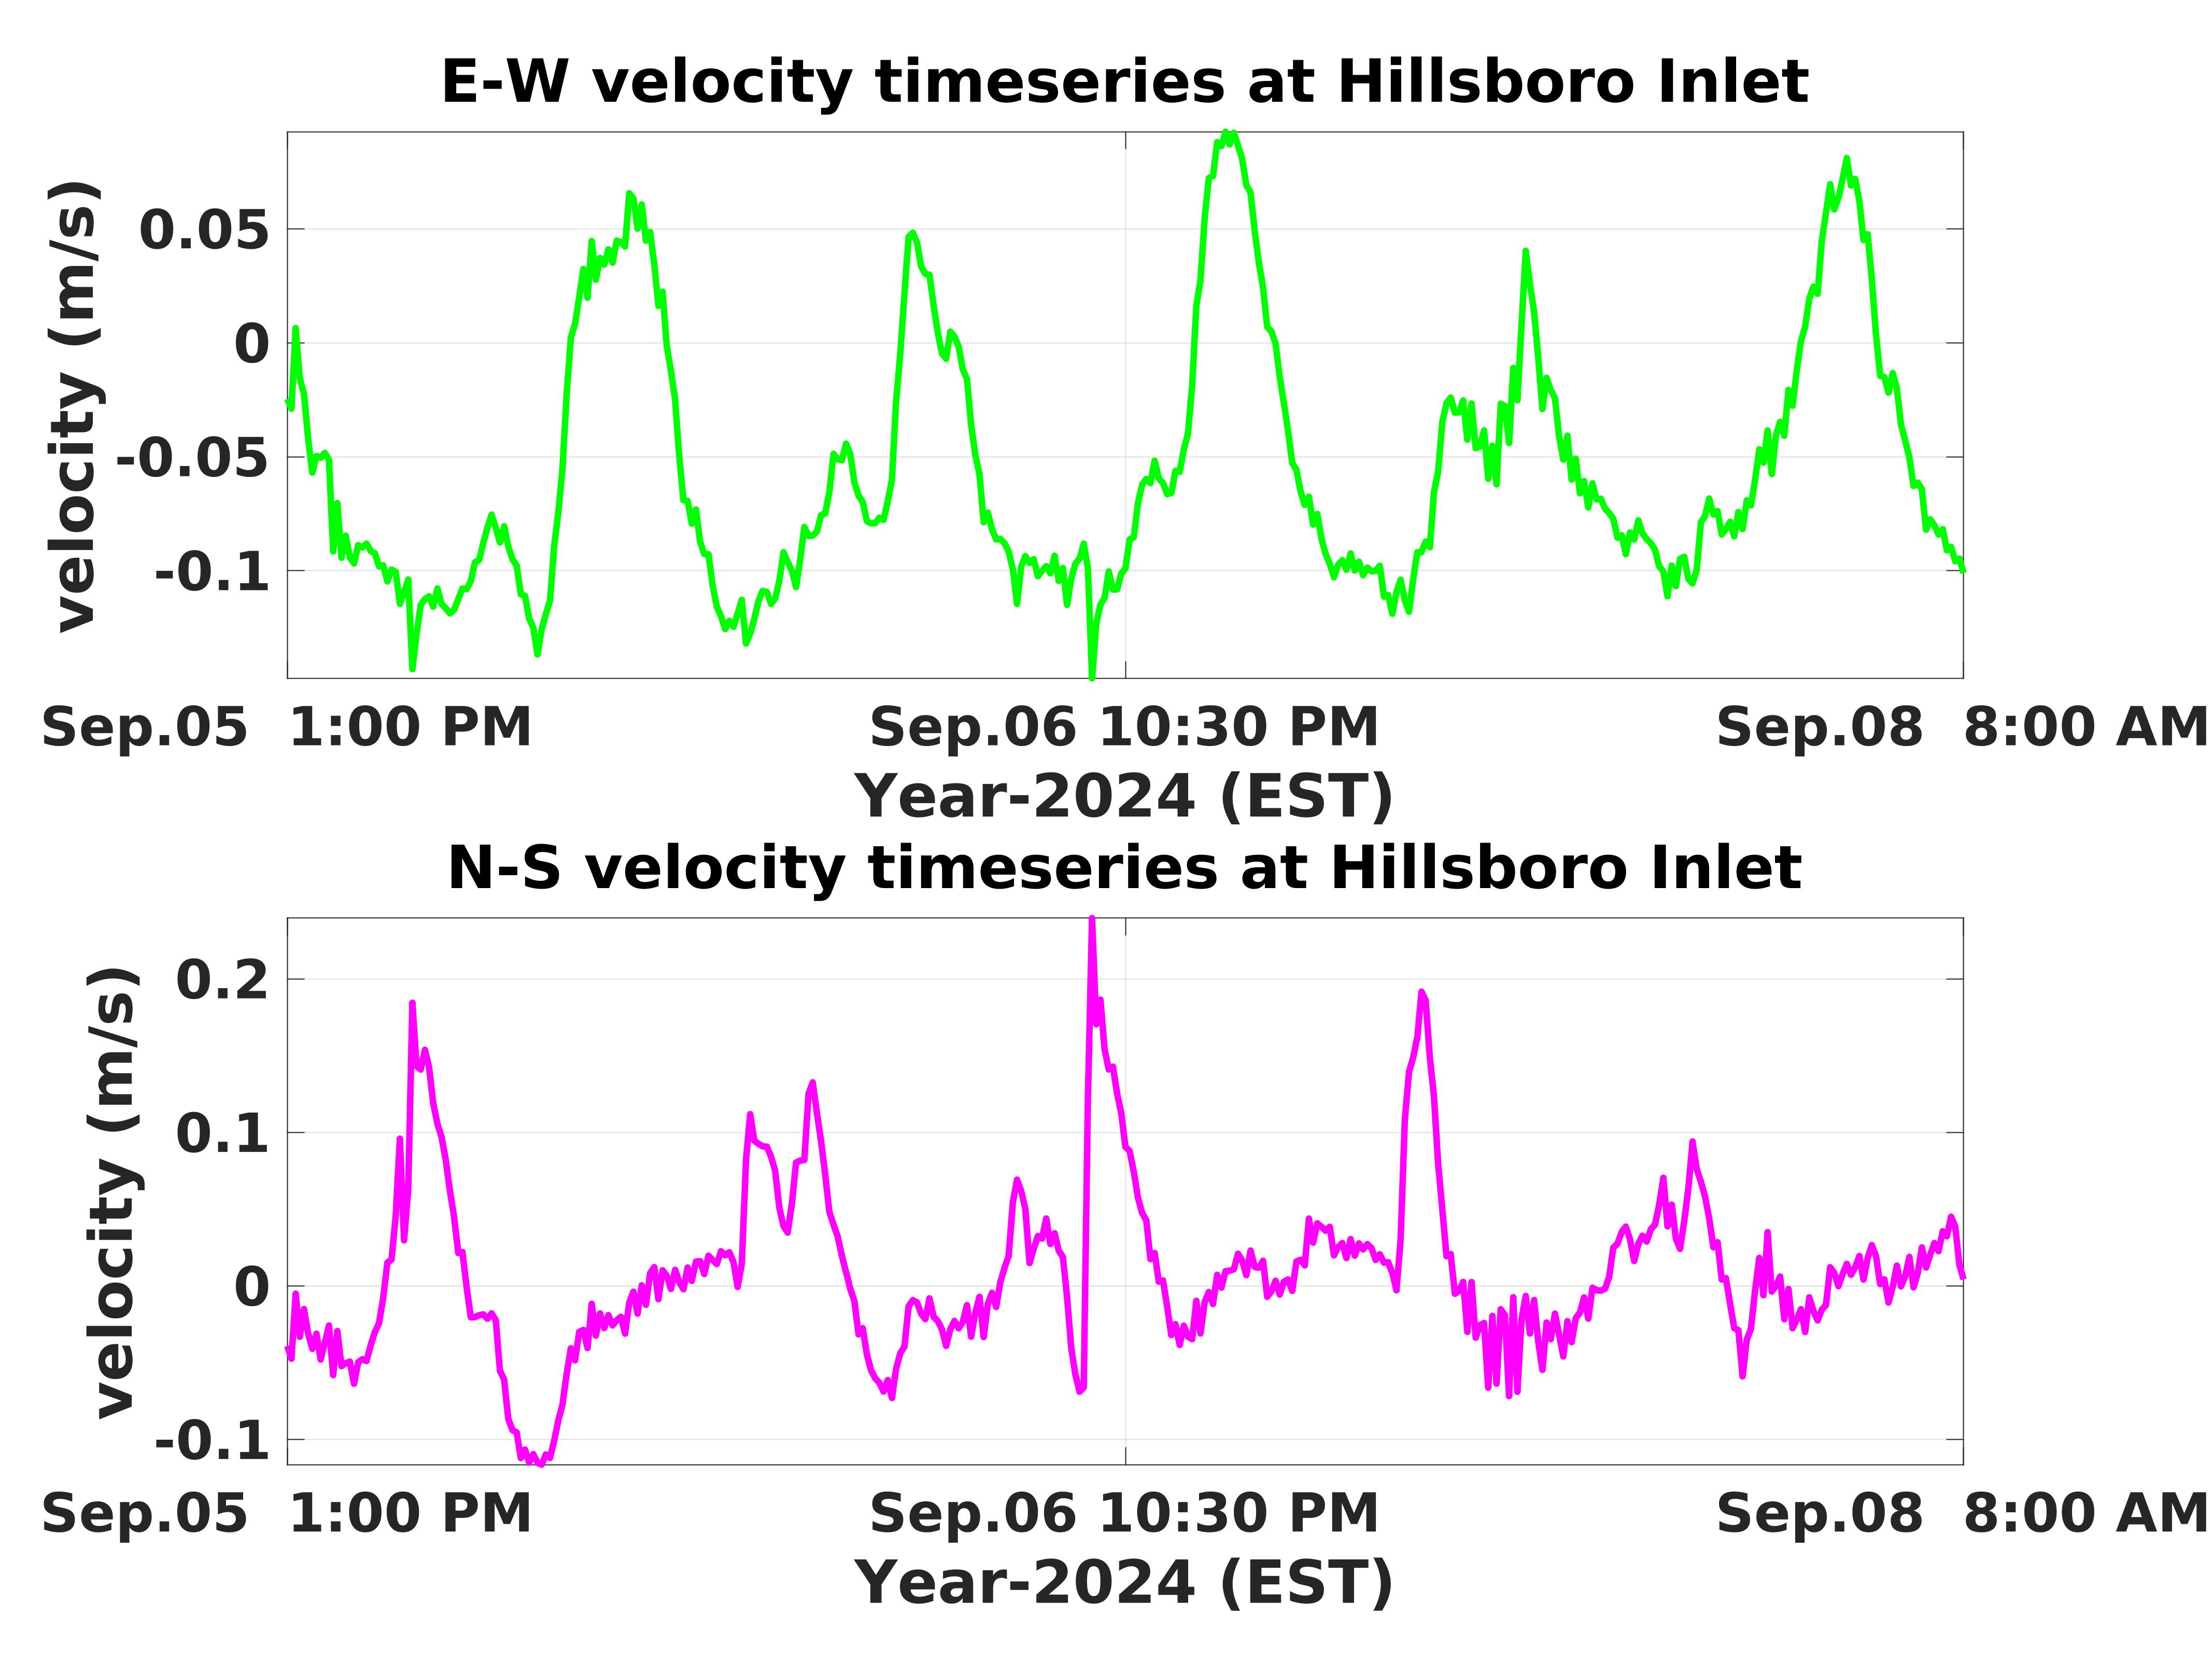 E-W velocity timeseries at Hillsboro Inlet
velocity (m/s)
0.05
0
-0.05
-0.1
Sep.05 1:00 PM Sep.06 10:30 PM Sep.08 8:00 AM
Year-2024 (EST)
N-S velocity timeseries at Hillsboro Inlet
velocity (m/s)
0.2
0.1
0
-0.1
Sep.05 1:00 PM Sep.06 10:30 PM Sep.08 8:00 AM
Year-2024 (EST)